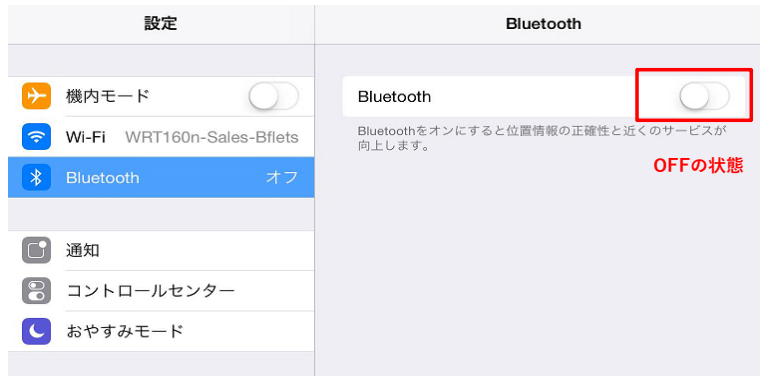 設定
機内モード
Wi-Fi WRT160n-Sales-Bflets
Bluetooth オフ
通知
コントロールセンター
おやすみモード
Bluetooth
Bluetooth
Bluetoothをオンにすると位置情報の正確性と近くのサービスが
向上します。
OFFの状態